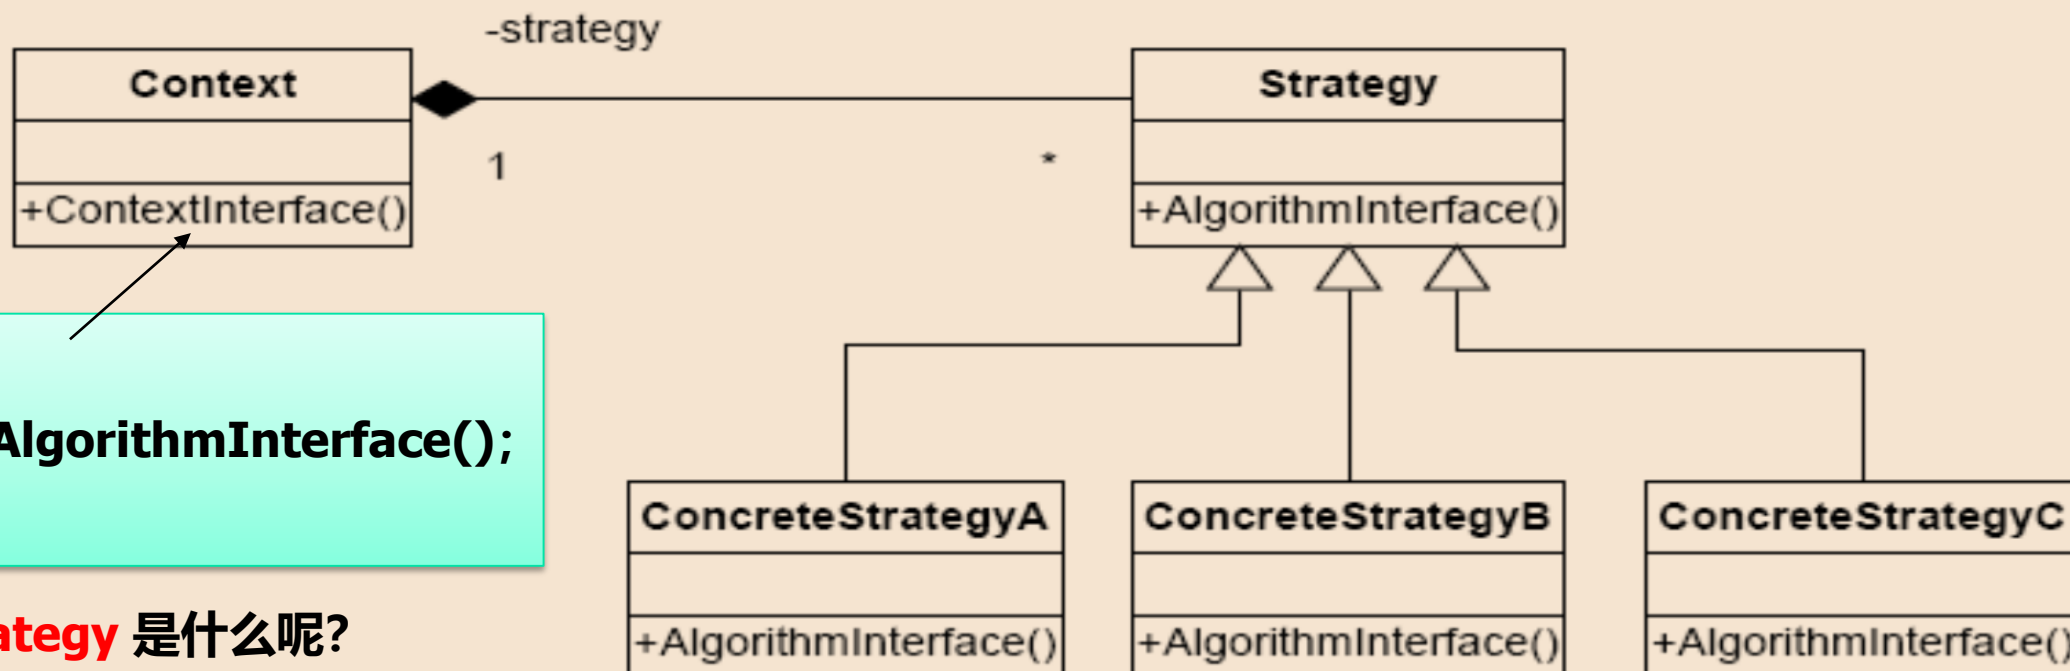 -strategy
Context
Strategy
1
*
+ContextInterface()
+AlgorithmInterface()
AlgorithmInterface();
ConcreteStrategyA
ConcreteStrategyB
ConcreteStrategyC
ategy 是什么呢?
+AlgorithmInterface()
+AlgorithmInterface()
+AlgorithmInterface()